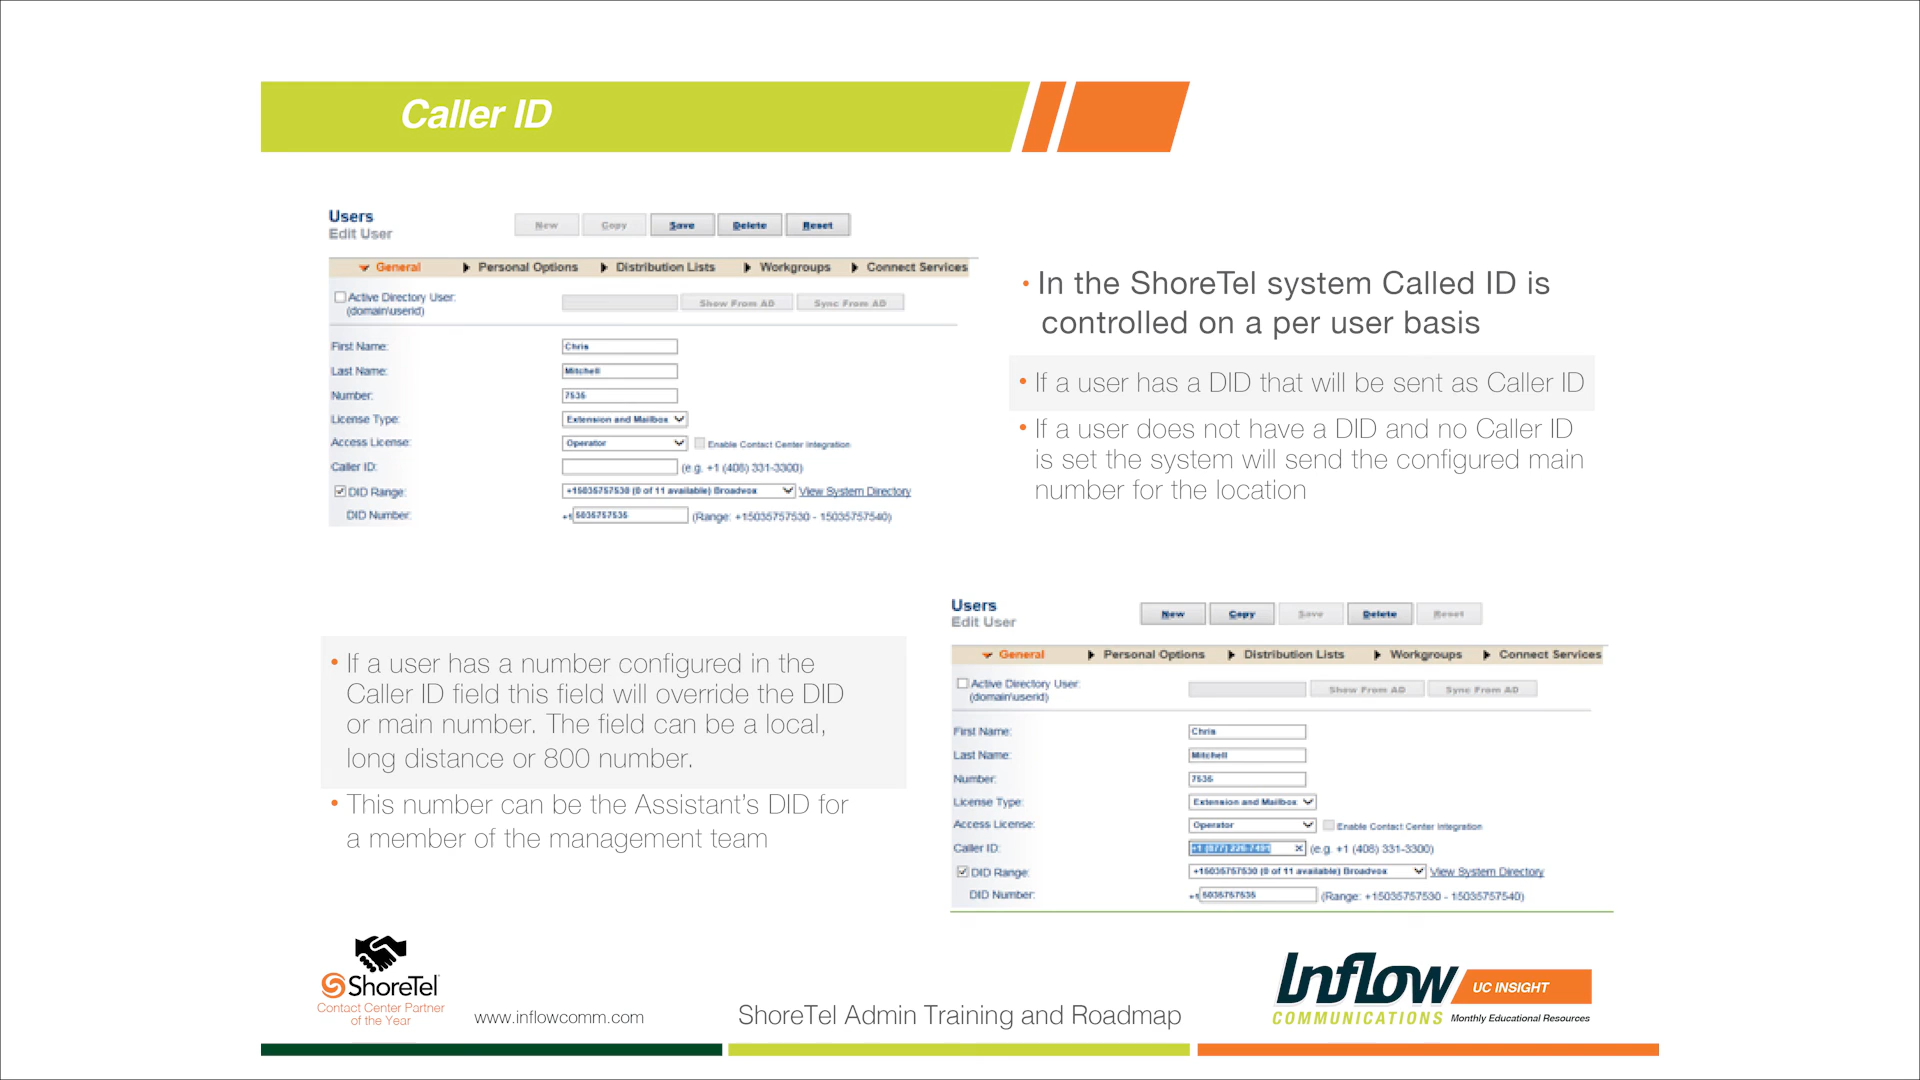 Caller ID
Users
Edit User
New Copy Save Delete Reset
General Personal Options Distribution Lists Workgroups Connect Services
Active Directory User:
(domain\userid)
Show From AD Sync From AD
First Name: Chris
Last Name: Mitchell
Number: 7535
License Type: Extension and Mailbox
Access License: Operator Enable Contact Center Integration
Caller ID: (e.g. +1 (408) 331-3300)
DID Range: +15035757530 (0 of 11 available) Broadvox View System Directory
DID Number: +1 5035757535 (Range: +15035757530 - 15035757540)
• In the ShoreTel system Called ID is
controlled on a per user basis
• If a user has a DID that will be sent as Caller ID
• If a user does not have a DID and no Caller ID
is set the system will send the configured main
number for the location
• If a user has a number configured in the
Caller ID field this field will override the DID
or main number. The field can be a local,
long distance or 800 number.
• This number can be the Assistant's DID for
a member of the management team
Users
Edit User
New Copy Save Delete Reset
General Personal Options Distribution Lists Workgroups Connect Services
Active Directory User:
(domain\userid)
Show From AD Sync From AD
First Name: Chris
Last Name: Mitchell
Number: 7535
License Type: Extension and Mailbox
Access License: Operator Enable Contact Center Integration
Caller ID: +1 (877) 226-7491 (e.g. +1 (408) 331-3300)
DID Range: +15035757530 (0 of 11 available) Broadvox View System Directory
DID Number: +1 5035757535 (Range: +15035757530 - 15035757540)
ShoreTel
Contact Center Partner
of the Year
www.inflowcomm.com
ShoreTel Admin Training and Roadmap
Inflow
COMMUNICATIONS
UC INSIGHT
Monthly Educational Resources